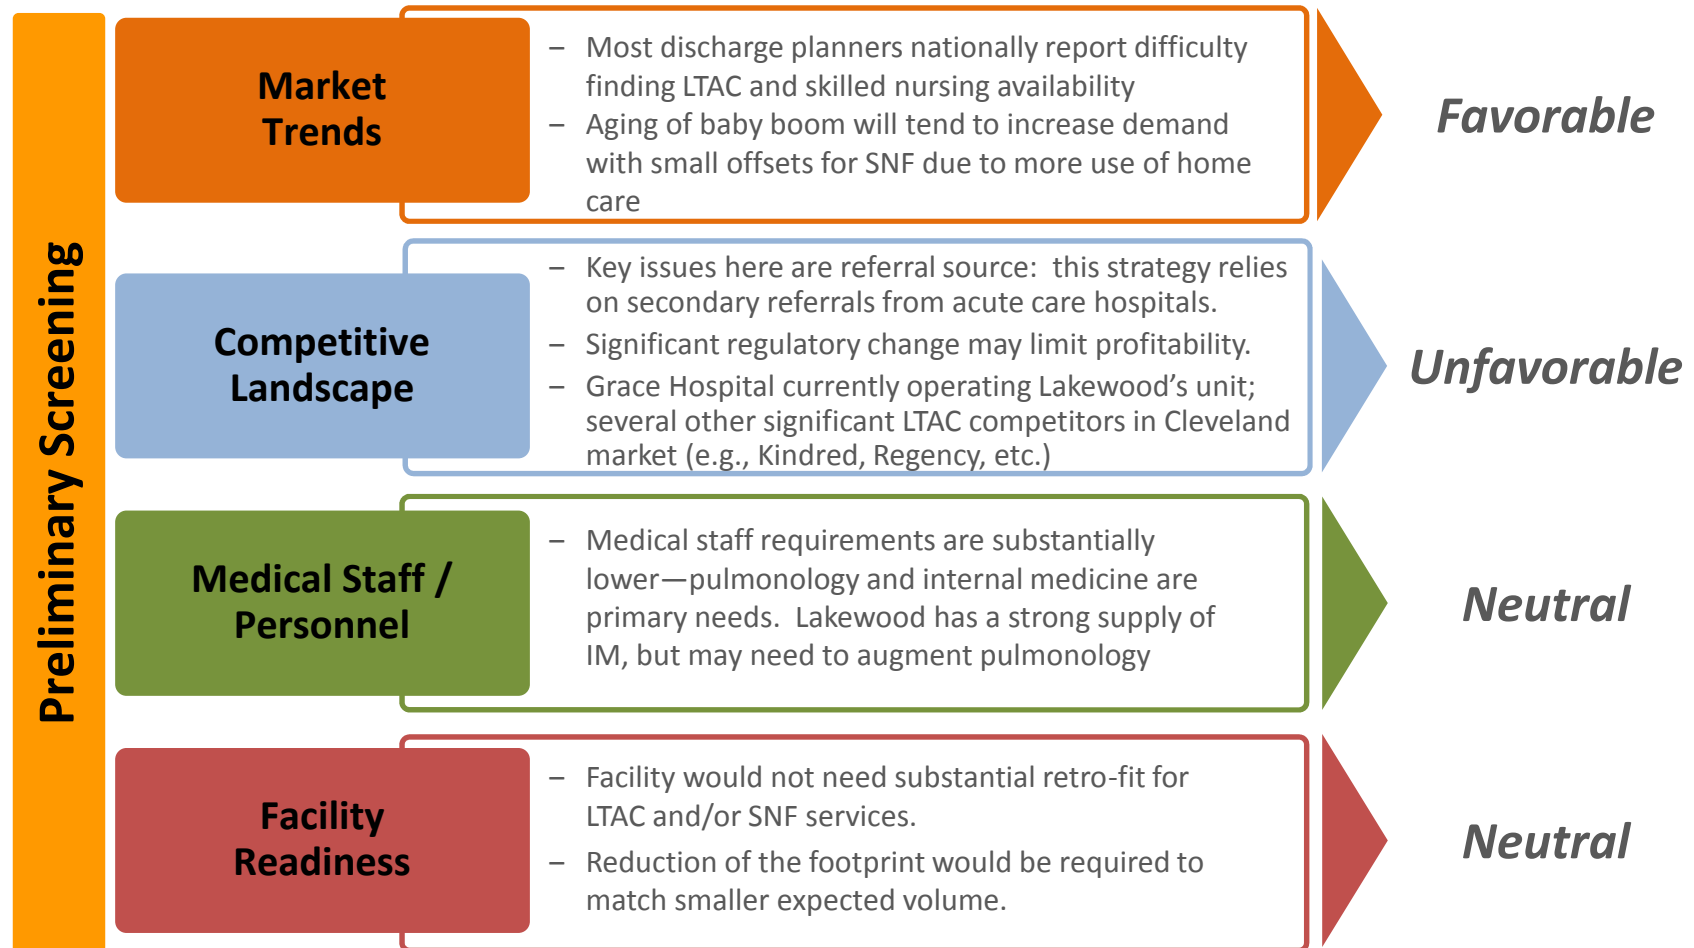 Preliminary Screening
Market
Trends
– Most discharge planners nationally report difficulty
finding LTAC and skilled nursing availability
– Aging of baby boom will tend to increase demand
with small offsets for SNF due to more use of home
care
Favorable
Competitive
Landscape
– Key issues here are referral source:  this strategy relies
on secondary referrals from acute care hospitals.
– Significant regulatory change may limit profitability.
– Grace Hospital currently operating Lakewood’s unit;
several other significant LTAC competitors in Cleveland
market (e.g., Kindred, Regency, etc.)
Unfavorable
Medical Staff /
Personnel
– Medical staff requirements are substantially
lower—pulmonology and internal medicine are
primary needs.  Lakewood has a strong supply of
IM, but may need to augment pulmonology
Neutral
Facility
Readiness
– Facility would not need substantial retro-fit for
LTAC and/or SNF services.
– Reduction of the footprint would be required to
match smaller expected volume.
Neutral